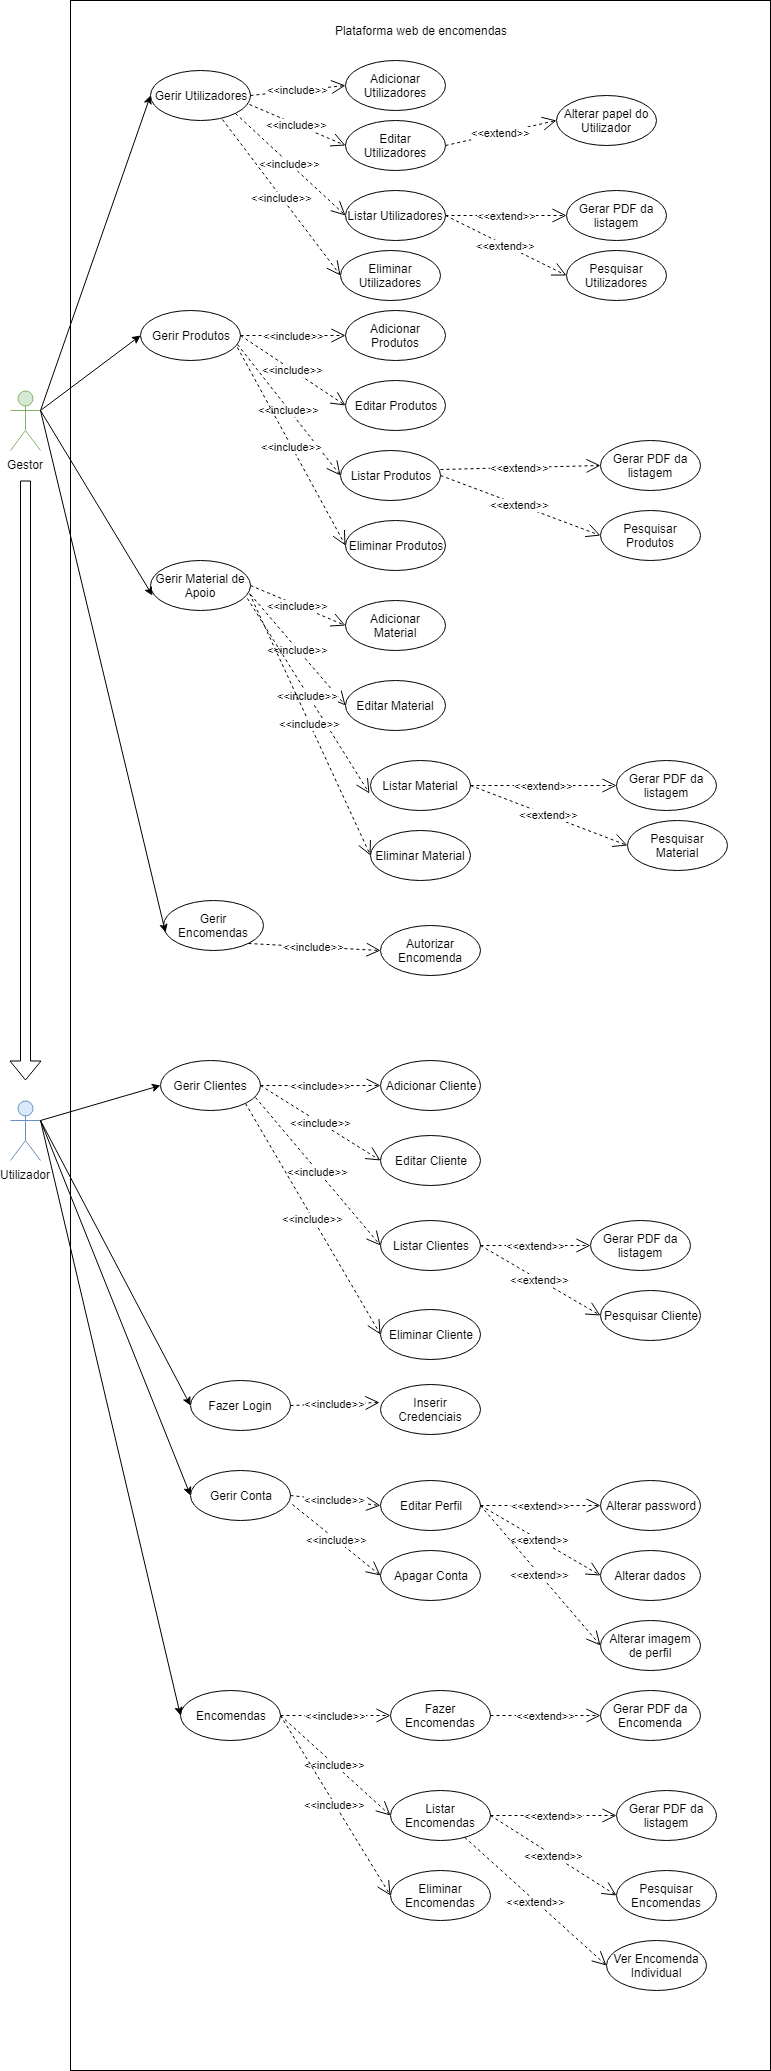 Plataforma web de encomendas
Gerir Utilizadores
<<include>>
Adicionar
Utilizadores
<<include>>
Editar
Utilizadores
<<extend>>
Alterar papel do
Utilizador
<<include>>
Listar Utilizadores
<<extend>>
Gerar PDF da
listagem
<<extend>>
Pesquisar
Utilizadores
<<include>>
Eliminar
Utilizadores
Gerir Produtos
<<include>>
Adicionar
Produtos
<<include>>
Editar Produtos
<<include>>
Listar Produtos
<<extend>>
Gerar PDF da
listagem
<<extend>>
Pesquisar
Produtos
<<include>>
Eliminar Produtos
Gestor
Gerir Material de
Apoio
<<include>>
Adicionar
Material
<<include>>
Editar Material
<<include>>
Listar Material
<<extend>>
Gerar PDF da
listagem
<<extend>>
Pesquisar
Material
<<include>>
Eliminar Material
Gerir
Encomendas
<<include>>
Autorizar
Encomenda
Utilizador
Gerir Clientes
<<include>>
Adicionar Cliente
<<include>>
Editar Cliente
<<include>>
Listar Clientes
<<extend>>
Gerar PDF da
listagem
<<extend>>
Pesquisar Cliente
<<include>>
Eliminar Cliente
Fazer Login
<<include>>
Inserir
Credenciais
Gerir Conta
<<include>>
Editar Perfil
<<extend>>
Alterar password
<<extend>>
Alterar dados
<<extend>>
Alterar imagem
de perfil
<<include>>
Apagar Conta
Encomendas
<<include>>
Fazer
Encomendas
<<extend>>
Gerar PDF da
Encomenda
<<include>>
Listar
Encomendas
<<extend>>
Gerar PDF da
listagem
<<extend>>
Pesquisar
Encomendas
<<extend>>
Ver Encomenda
Individual
<<include>>
Eliminar
Encomendas